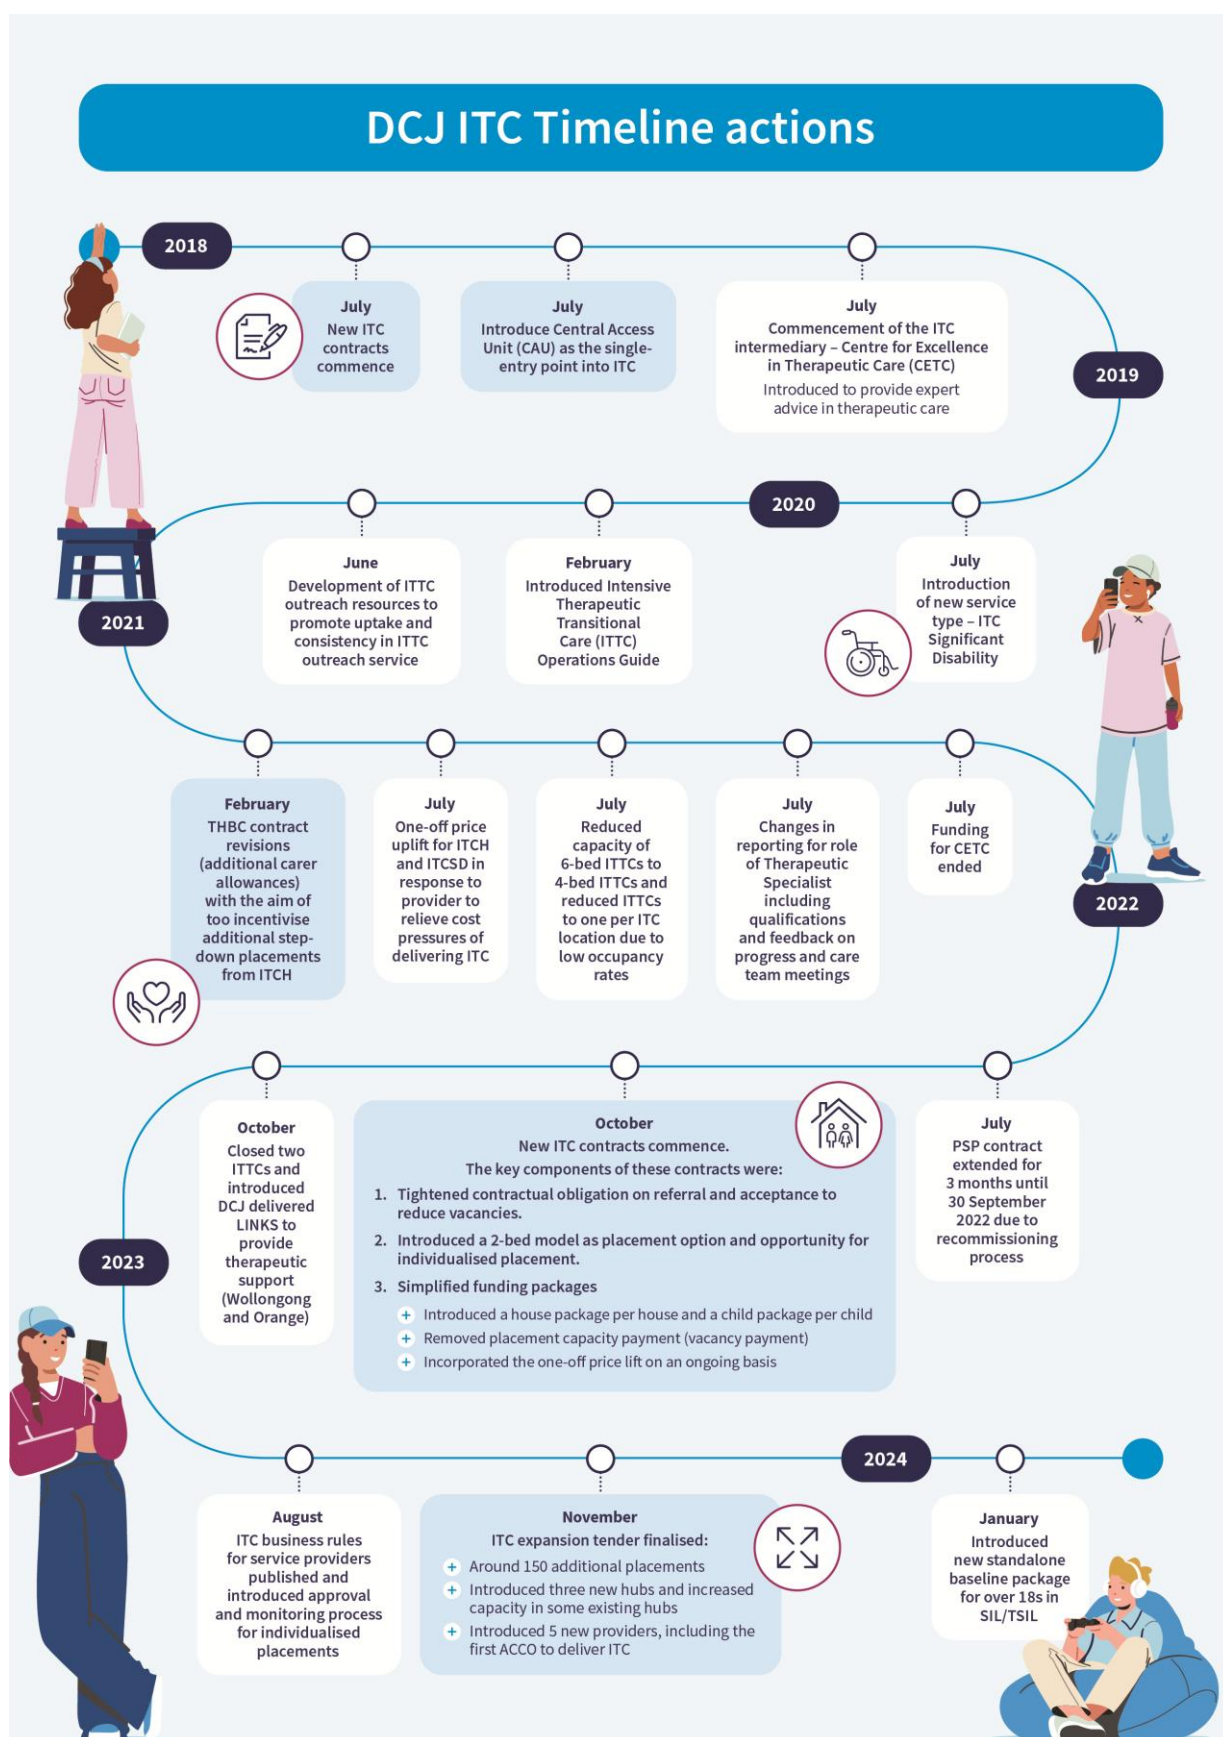 DCJ ITC Timeline actions
2018
July
New ITC
contracts
commence
July
Introduce Central Access
Unit (CAU) as the single-
entry point into ITC
July
Commencement of the ITC
intermediary – Centre for Excellence
in Therapeutic Care (CETC)
Introduced to provide expert
advice in therapeutic care
2019
July
Introduction
of new service
type – ITC
Significant
Disability
2020
February
Introduced Intensive
Therapeutic
Transitional
Care (ITTC)
Operations Guide
June
Development of ITTC
outreach resources to
promote uptake and
consistency in ITTC
outreach service
2021
February
THBC contract
revisions
(additional carer
allowances)
with the aim of
too incentivise
additional step-
down placements
from ITCH
July
One-off price
uplift for ITCH
and ITCSD in
response to
provider to
relieve cost
pressures of
delivering ITC
July
Reduced
capacity of
6-bed ITTCs to
4-bed ITTCs and
reduced ITTCs
to one per ITC
location due to
low occupancy
rates
July
Changes in
reporting for role
of Therapeutic
Specialist
including
qualifications
and feedback on
progress and care
team meetings
July
Funding
for CETC
ended
2022
July
PSP contract
extended for
3 months until
30 September
2022 due to
recommissioning
process
October
New ITC contracts commence.
The key components of these contracts were:
1. Tightened contractual obligation on referral and acceptance to
reduce vacancies.
2. Introduced a 2-bed model as placement option and opportunity for
individualised placement.
3. Simplified funding packages
+ Introduced a house package per house and a child package per child
+ Removed placement capacity payment (vacancy payment)
+ Incorporated the one-off price lift on an ongoing basis
October
Closed two
ITTCs and
introduced
DCJ delivered
LINKS to
provide
therapeutic
support
(Wollongong
and Orange)
2023
August
ITC business rules
for service providers
published and
introduced approval
and monitoring process
for individualised
placements
November
ITC expansion tender finalised:
+ Around 150 additional placements
+ Introduced three new hubs and increased
capacity in some existing hubs
+ Introduced 5 new providers, including the
first ACCO to deliver ITC
2024
January
Introduced
new standalone
baseline package
for over 18s in
SIL/TSIL